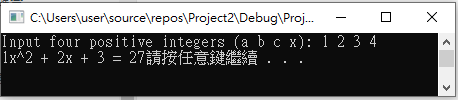 C:\Users\user\source\repos\Project2\Debug\Proj...
Input four positive integers (a b c x): 1 2 3 4
1x^2 + 2x + 3 = 27請按任意鍵繼續 . . .